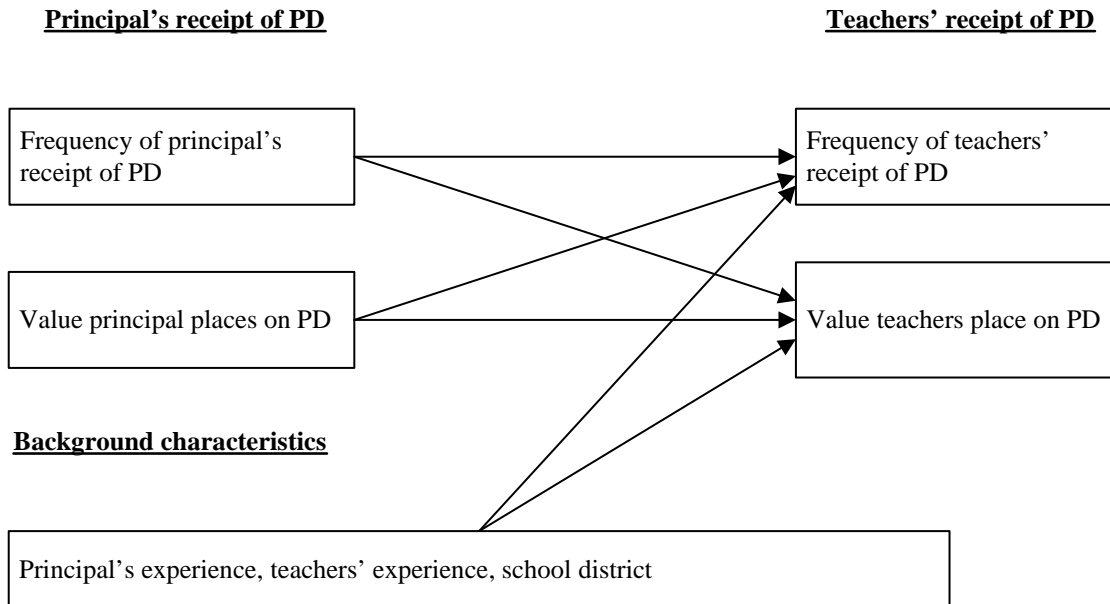 Principal’s receipt of PD
Teachers’ receipt of PD
Frequency of principal’s
receipt of PD
Frequency of teachers’
receipt of PD
Value principal places on PD
Value teachers place on PD
Background characteristics
Principal’s experience, teachers’ experience, school district